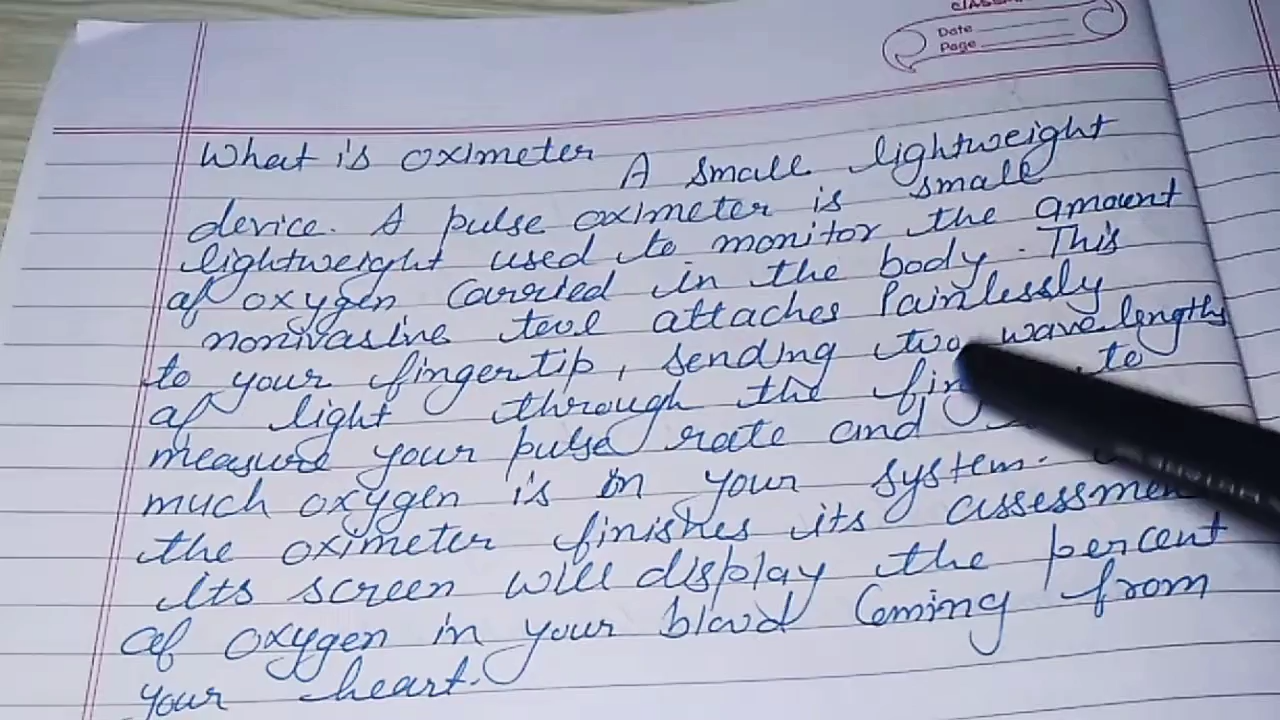 Date
Page
What is oximeter A small lightweight
device. A pulse oximeter is small
lightweight used to monitor the amount
of oxygen carried in the body. This
nonivasine tool attaches Painlessly
to your fingertip, sending two wavelengths
of light through the to
measure your pulse rate and
much oxygen is in your system.
the oximeter finishes its
its screen will display the percent
of oxygen in your blood Coming from
your heart.